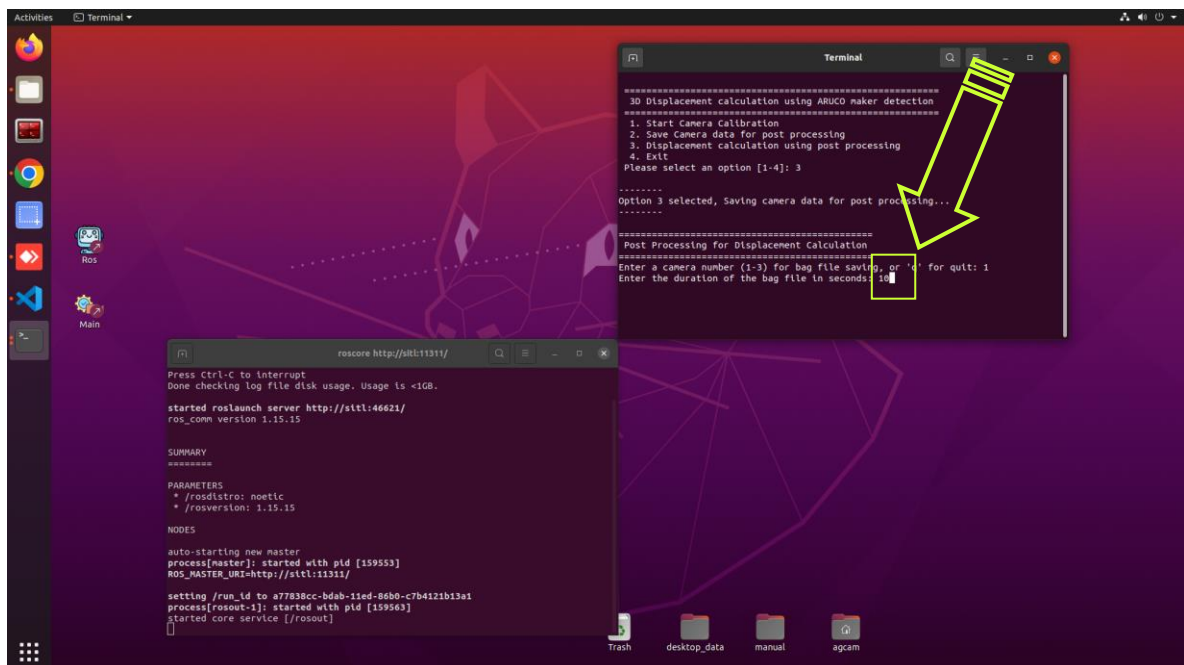 Activities
Terminal
Terminal
==========================================================
3D Displacement calculation using ARUCO maker detection
==========================================================
1. Start Camera Calibration
2. Save Camera data for post processing
3. Displacement calculation using post processing
4. Exit
Please select an option [1-4]: 3
--------
Option 3 selected, Saving camera data for post processing...
--------
===============================================
Post Processing for Displacement Calculation
===============================================
Enter a camera number (1-3) for bag file saving, or 'q' for quit: 1
Enter the duration of the bag file in seconds: 10
Ros
Main
roscore http://sitl:11311/
Press Ctrl-C to interrupt
Done checking log file disk usage. Usage is <1GB.
started roslaunch server http://sitl:46621/
ros_comm version 1.15.15
SUMMARY
========
PARAMETERS
* /rosdistro: noetic
* /rosversion: 1.15.15
NODES
auto-starting new master
process[master]: started with pid [159553]
ROS_MASTER_URI=http://sitl:11311/
setting /run_id to a77838cc-bdab-11ed-86b0-c7b4121b13a1
process[rosout-1]: started with pid [159563]
started core service [/rosout]
Trash
desktop_data
manual
agcam